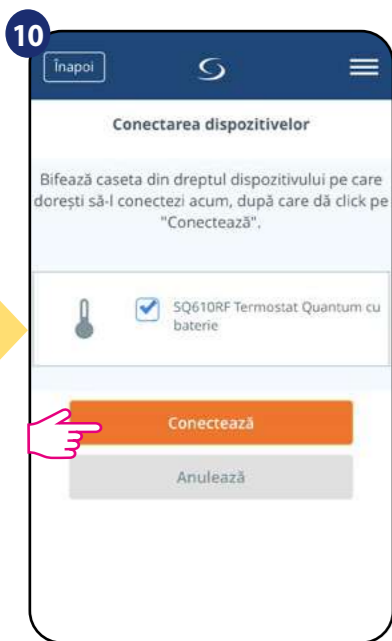 10
Înapoi
Conectarea dispozitivelor
Bifează caseta din dreptul dispozitivului pe care
dorești să-l conectezi acum, după care dă click pe
"Conectează".
SQ610RF Termostat Quantum cu
baterie
Conectează
Anulează